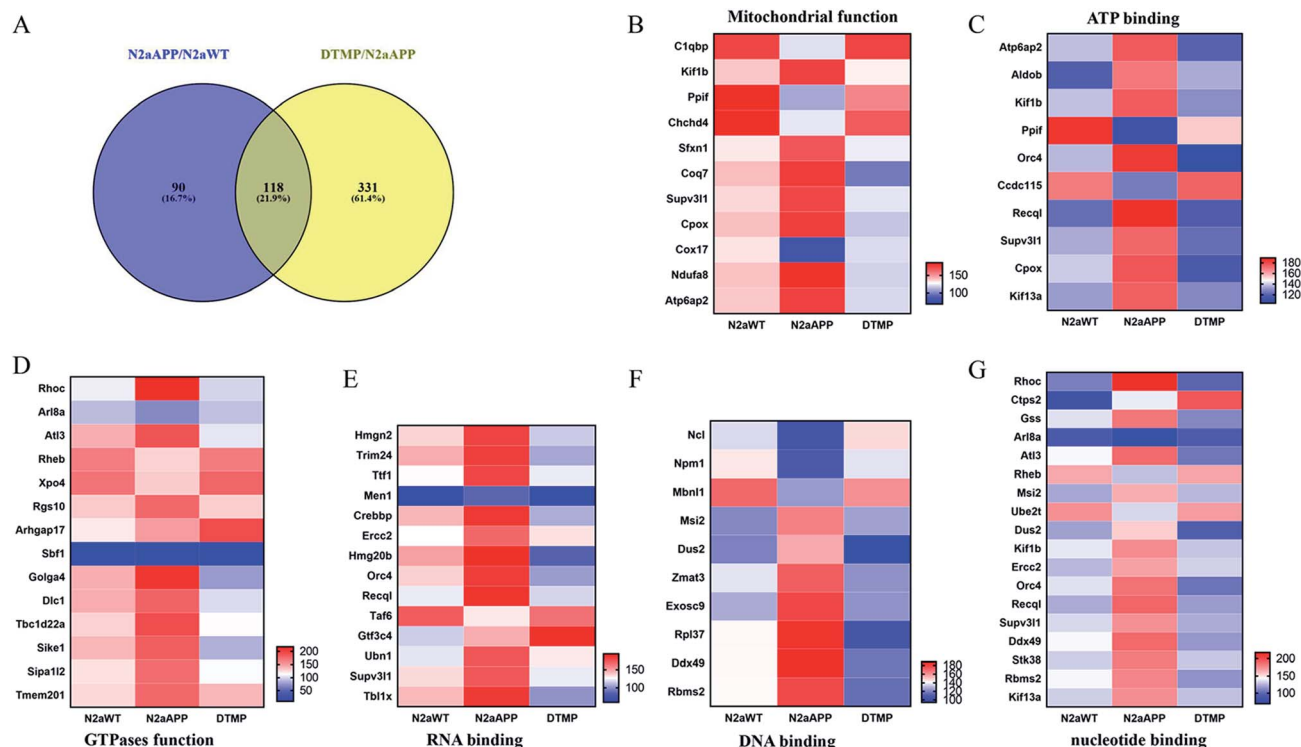 A
N2aAPP/N2aWT
DTMP/N2aAPP
90
(16.7%)
118
(21.9%)
331
(61.4%)
B
Mitochondrial function
C1qbp
Kif1b
Ppif
Chchd4
Sfxn1
Coq7
Supv3l1
Cpox
Cox17
Ndufa8
Atp6ap2
N2aWT N2aAPP DTMP
150
100
C
ATP binding
Atp6ap2
Aldob
Kif1b
Ppif
Orc4
Ccdc115
Recql
Supv3l1
Cpox
Kif13a
N2aWT N2aAPP DTMP
180
160
140
120
D
Rhoc
Arl8a
Atl3
Rheb
Xpo4
Rgs10
Arhgap17
Sbf1
Golga4
Dlc1
Tbc1d22a
Sike1
Sipa1l2
Tmem201
N2aWT N2aAPP DTMP
GTPases function
200
150
100
50
E
Hmgn2
Trim24
Ttf1
Men1
Crebbp
Ercc2
Hmg20b
Orc4
Recql
Taf6
Gtf3c4
Ubn1
Supv3l1
Tbl1x
N2aWT N2aAPP DTMP
RNA binding
150
100
F
Ncl
Npm1
Mbnl1
Msi2
Dus2
Zmat3
Exosc9
Rpl37
Ddx49
Rbms2
N2aWT N2aAPP DTMP
DNA binding
180
160
140
120
100
G
Rhoc
Ctps2
Gss
Arl8a
Atl3
Rheb
Msi2
Ube2t
Dus2
Kif1b
Ercc2
Orc4
Recql
Supv3l1
Ddx49
Stk38
Rbms2
Kif13a
N2aWT N2aAPP DTMP
nucleotide binding
200
150
100